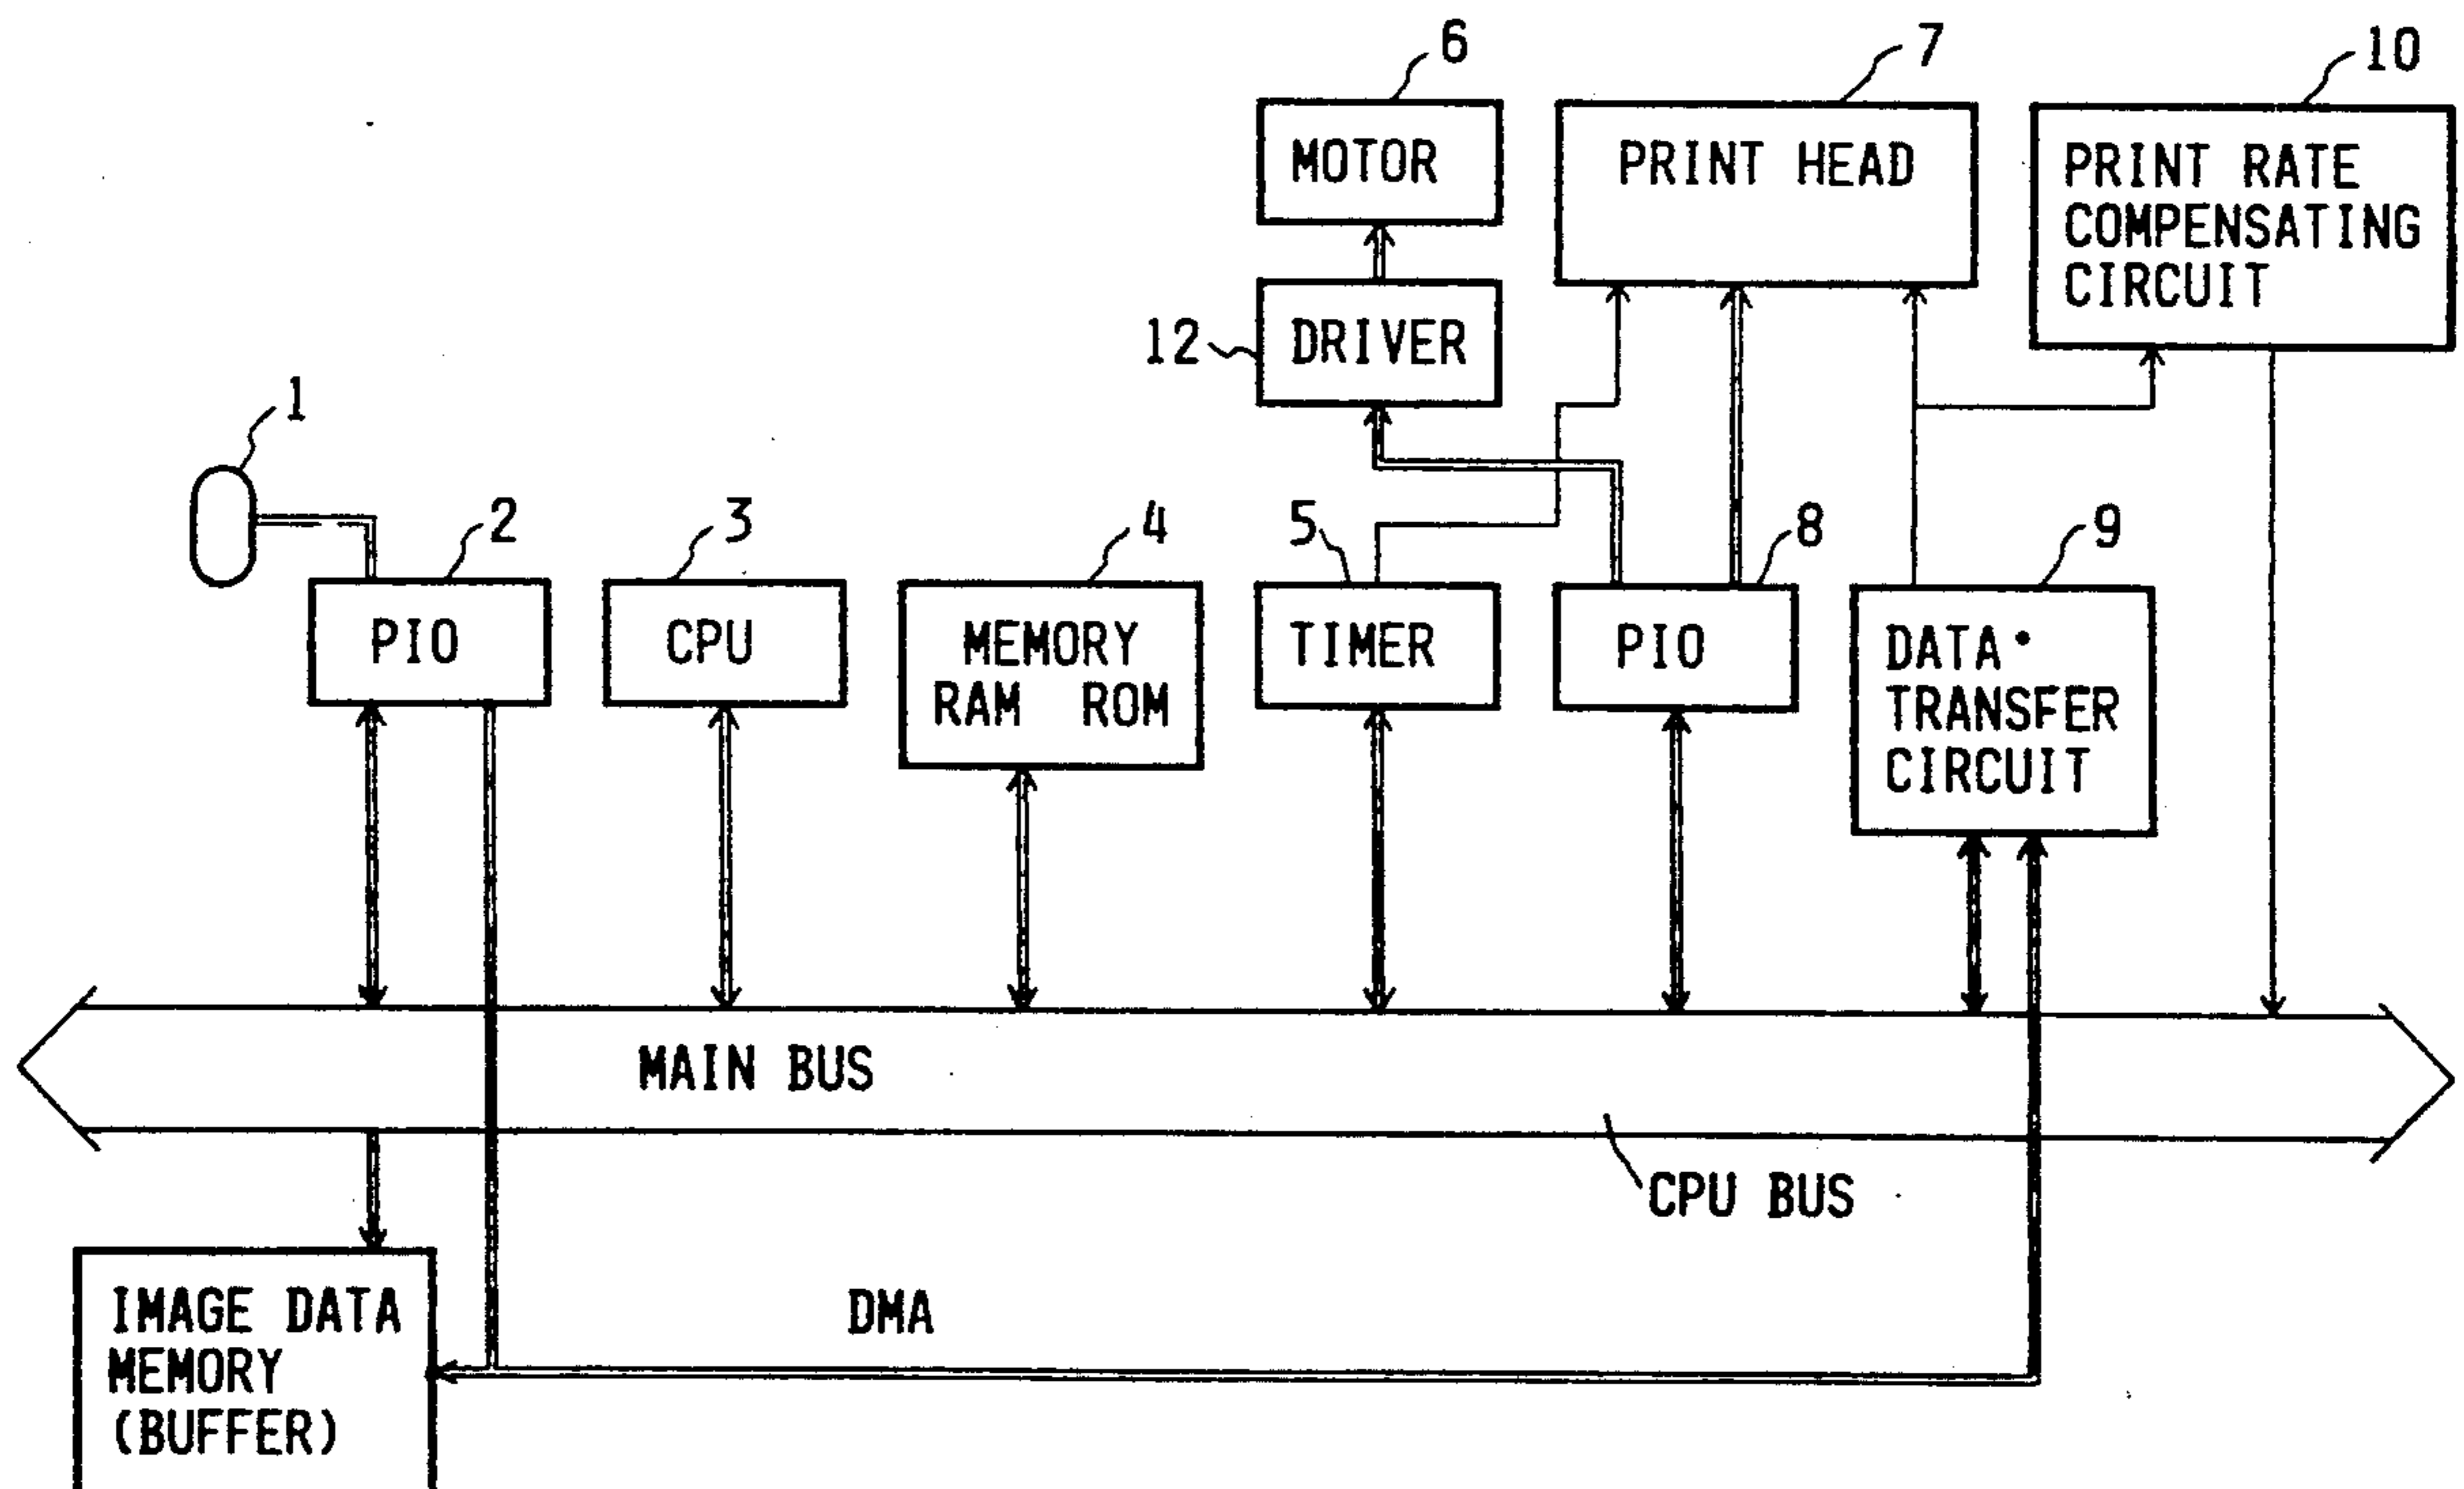 6
7
10
MOTOR
PRINT HEAD
PRINT RATE
COMPENSATING
CIRCUIT
12
DRIVER
1
2
3
4
5
8
9
PIO
CPU
MEMORY
RAM ROM
TIMER
PIO
DATA
TRANSFER
CIRCUIT
MAIN BUS
CPU BUS
IMAGE DATA
MEMORY
(BUFFER)
DMA